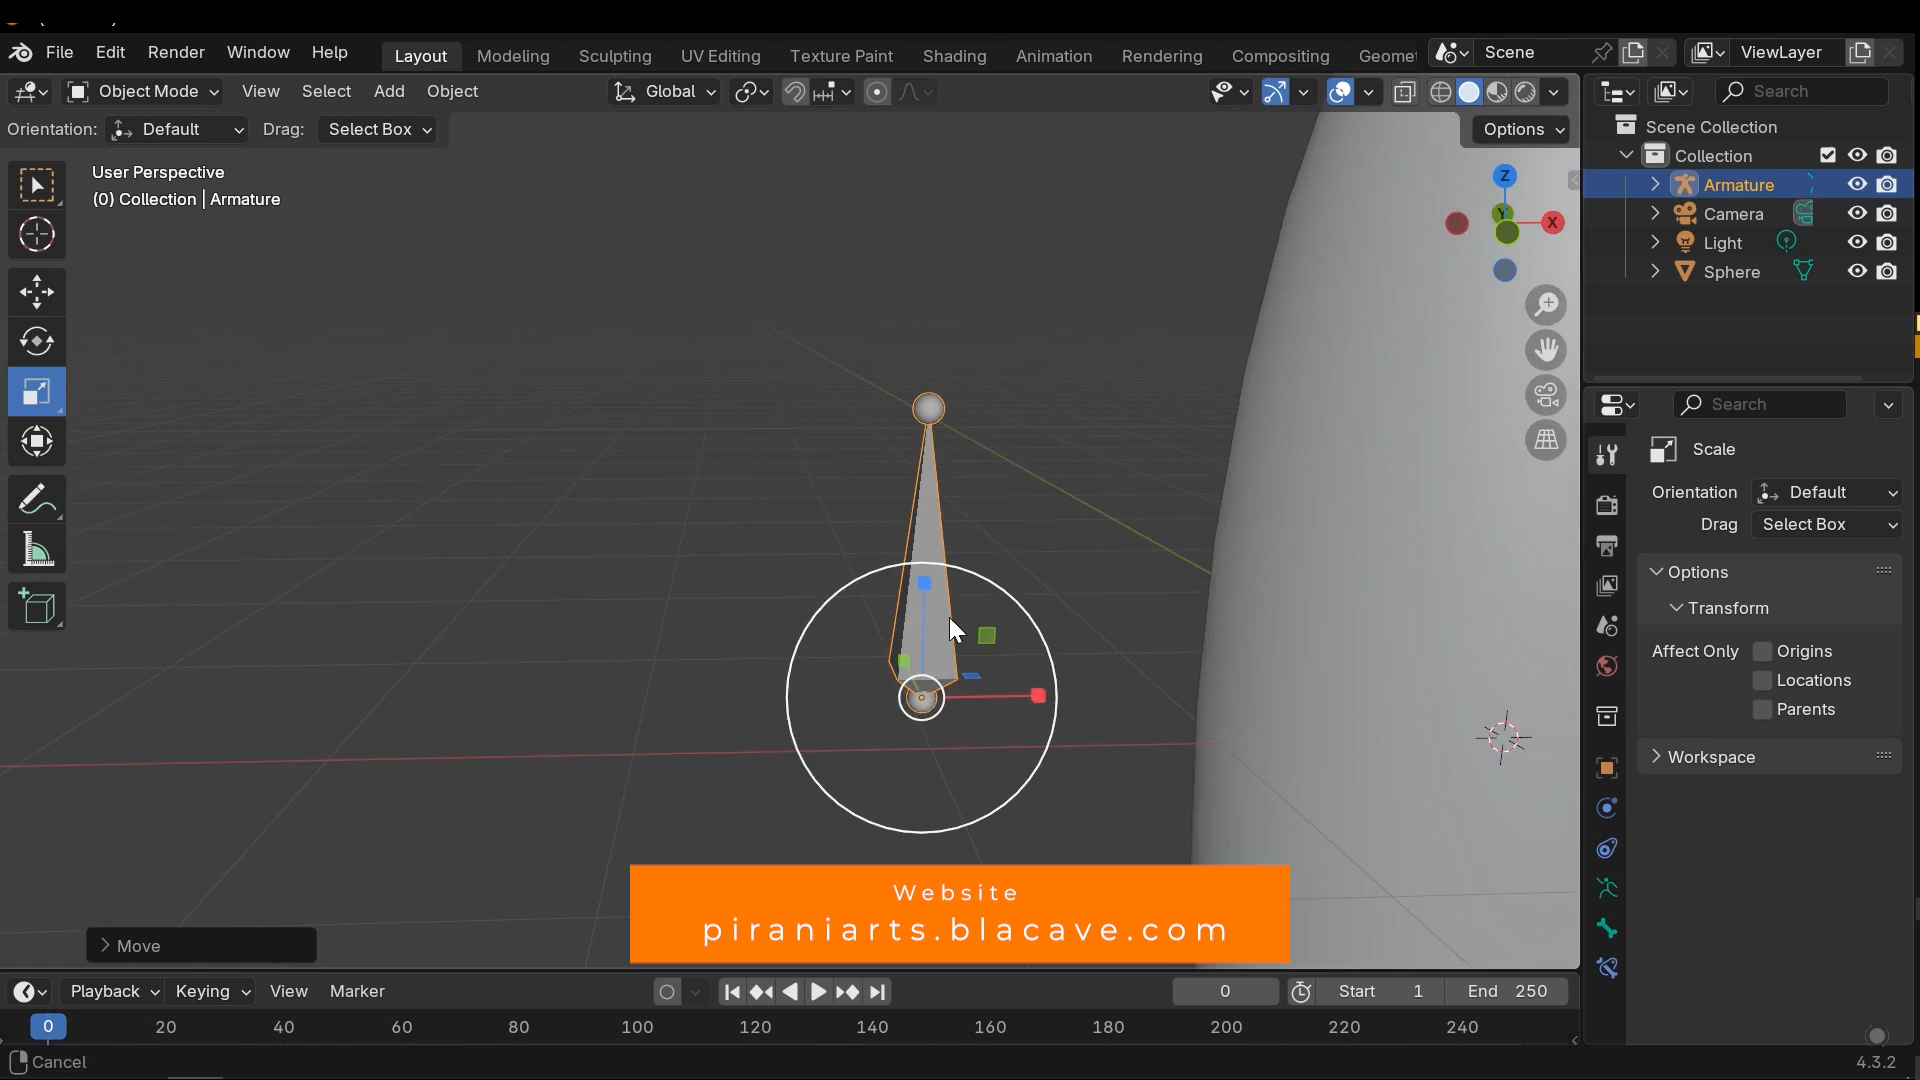 File Edit Render Window Help Layout Modeling Sculpting UV Editing Texture Paint Shading Animation Rendering Compositing Geomet Scene ViewLayer
Object Mode View Select Add Object Global Search
Orientation: Default Drag: Select Box Options
User Perspective
(0) Collection | Armature
Z
Y
X
Scene Collection
Collection
Armature
Camera
Light
Sphere
Search
Scale
Orientation Default
Drag Select Box
Options
Transform
Affect Only Origins
Locations
Parents
Workspace
Move
Website
piraniarts.blacave.com
Playback Keying View Marker 0 Start 1 End 250
0 20 40 60 80 100 120 140 160 180 200 220 240
Cancel 4.3.2